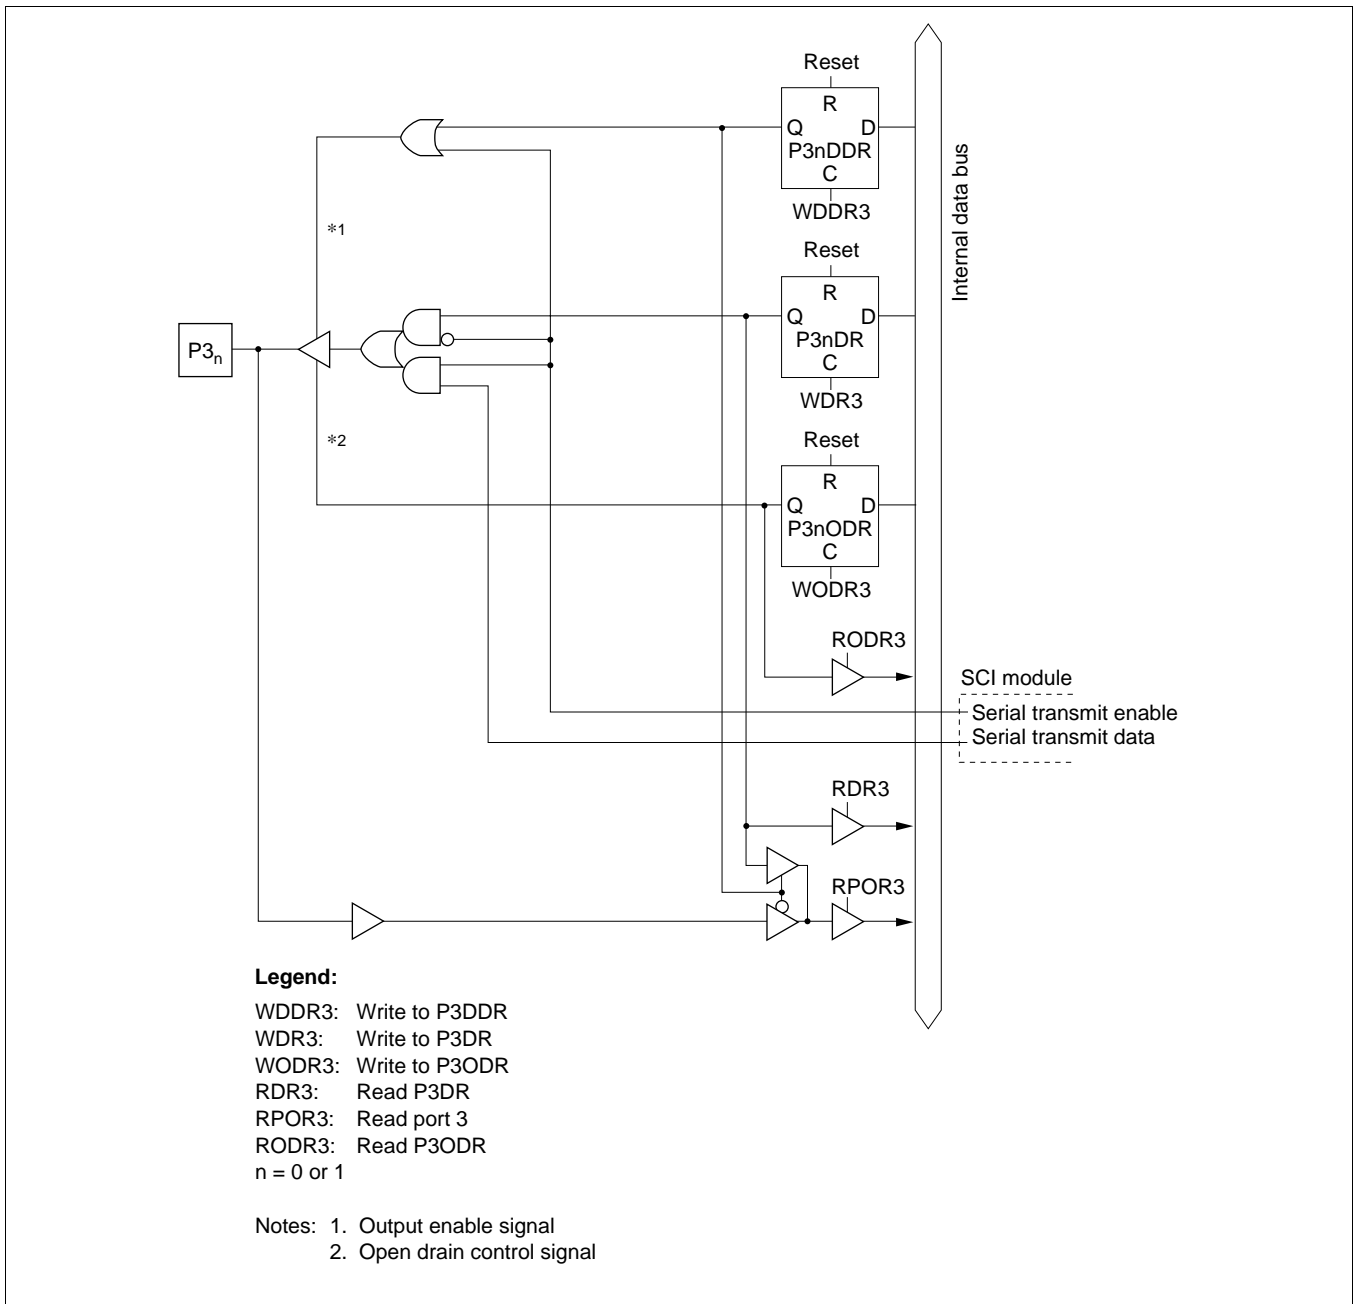 Reset
R
Q D
P3nDDR
C
WDDR3
Internal data bus
*1
Reset
R
Q D
P3nDR
C
WDR3
P3n
*2
Reset
R
Q D
P3nODR
C
WODR3
RODR3
SCI module
Serial transmit enable
Serial transmit data
RDR3
RPOR3
Legend:
WDDR3: Write to P3DDR
WDR3: Write to P3DR
WODR3: Write to P3ODR
RDR3: Read P3DR
RPOR3: Read port 3
RODR3: Read P3ODR
n = 0 or 1
Notes: 1. Output enable signal
2. Open drain control signal